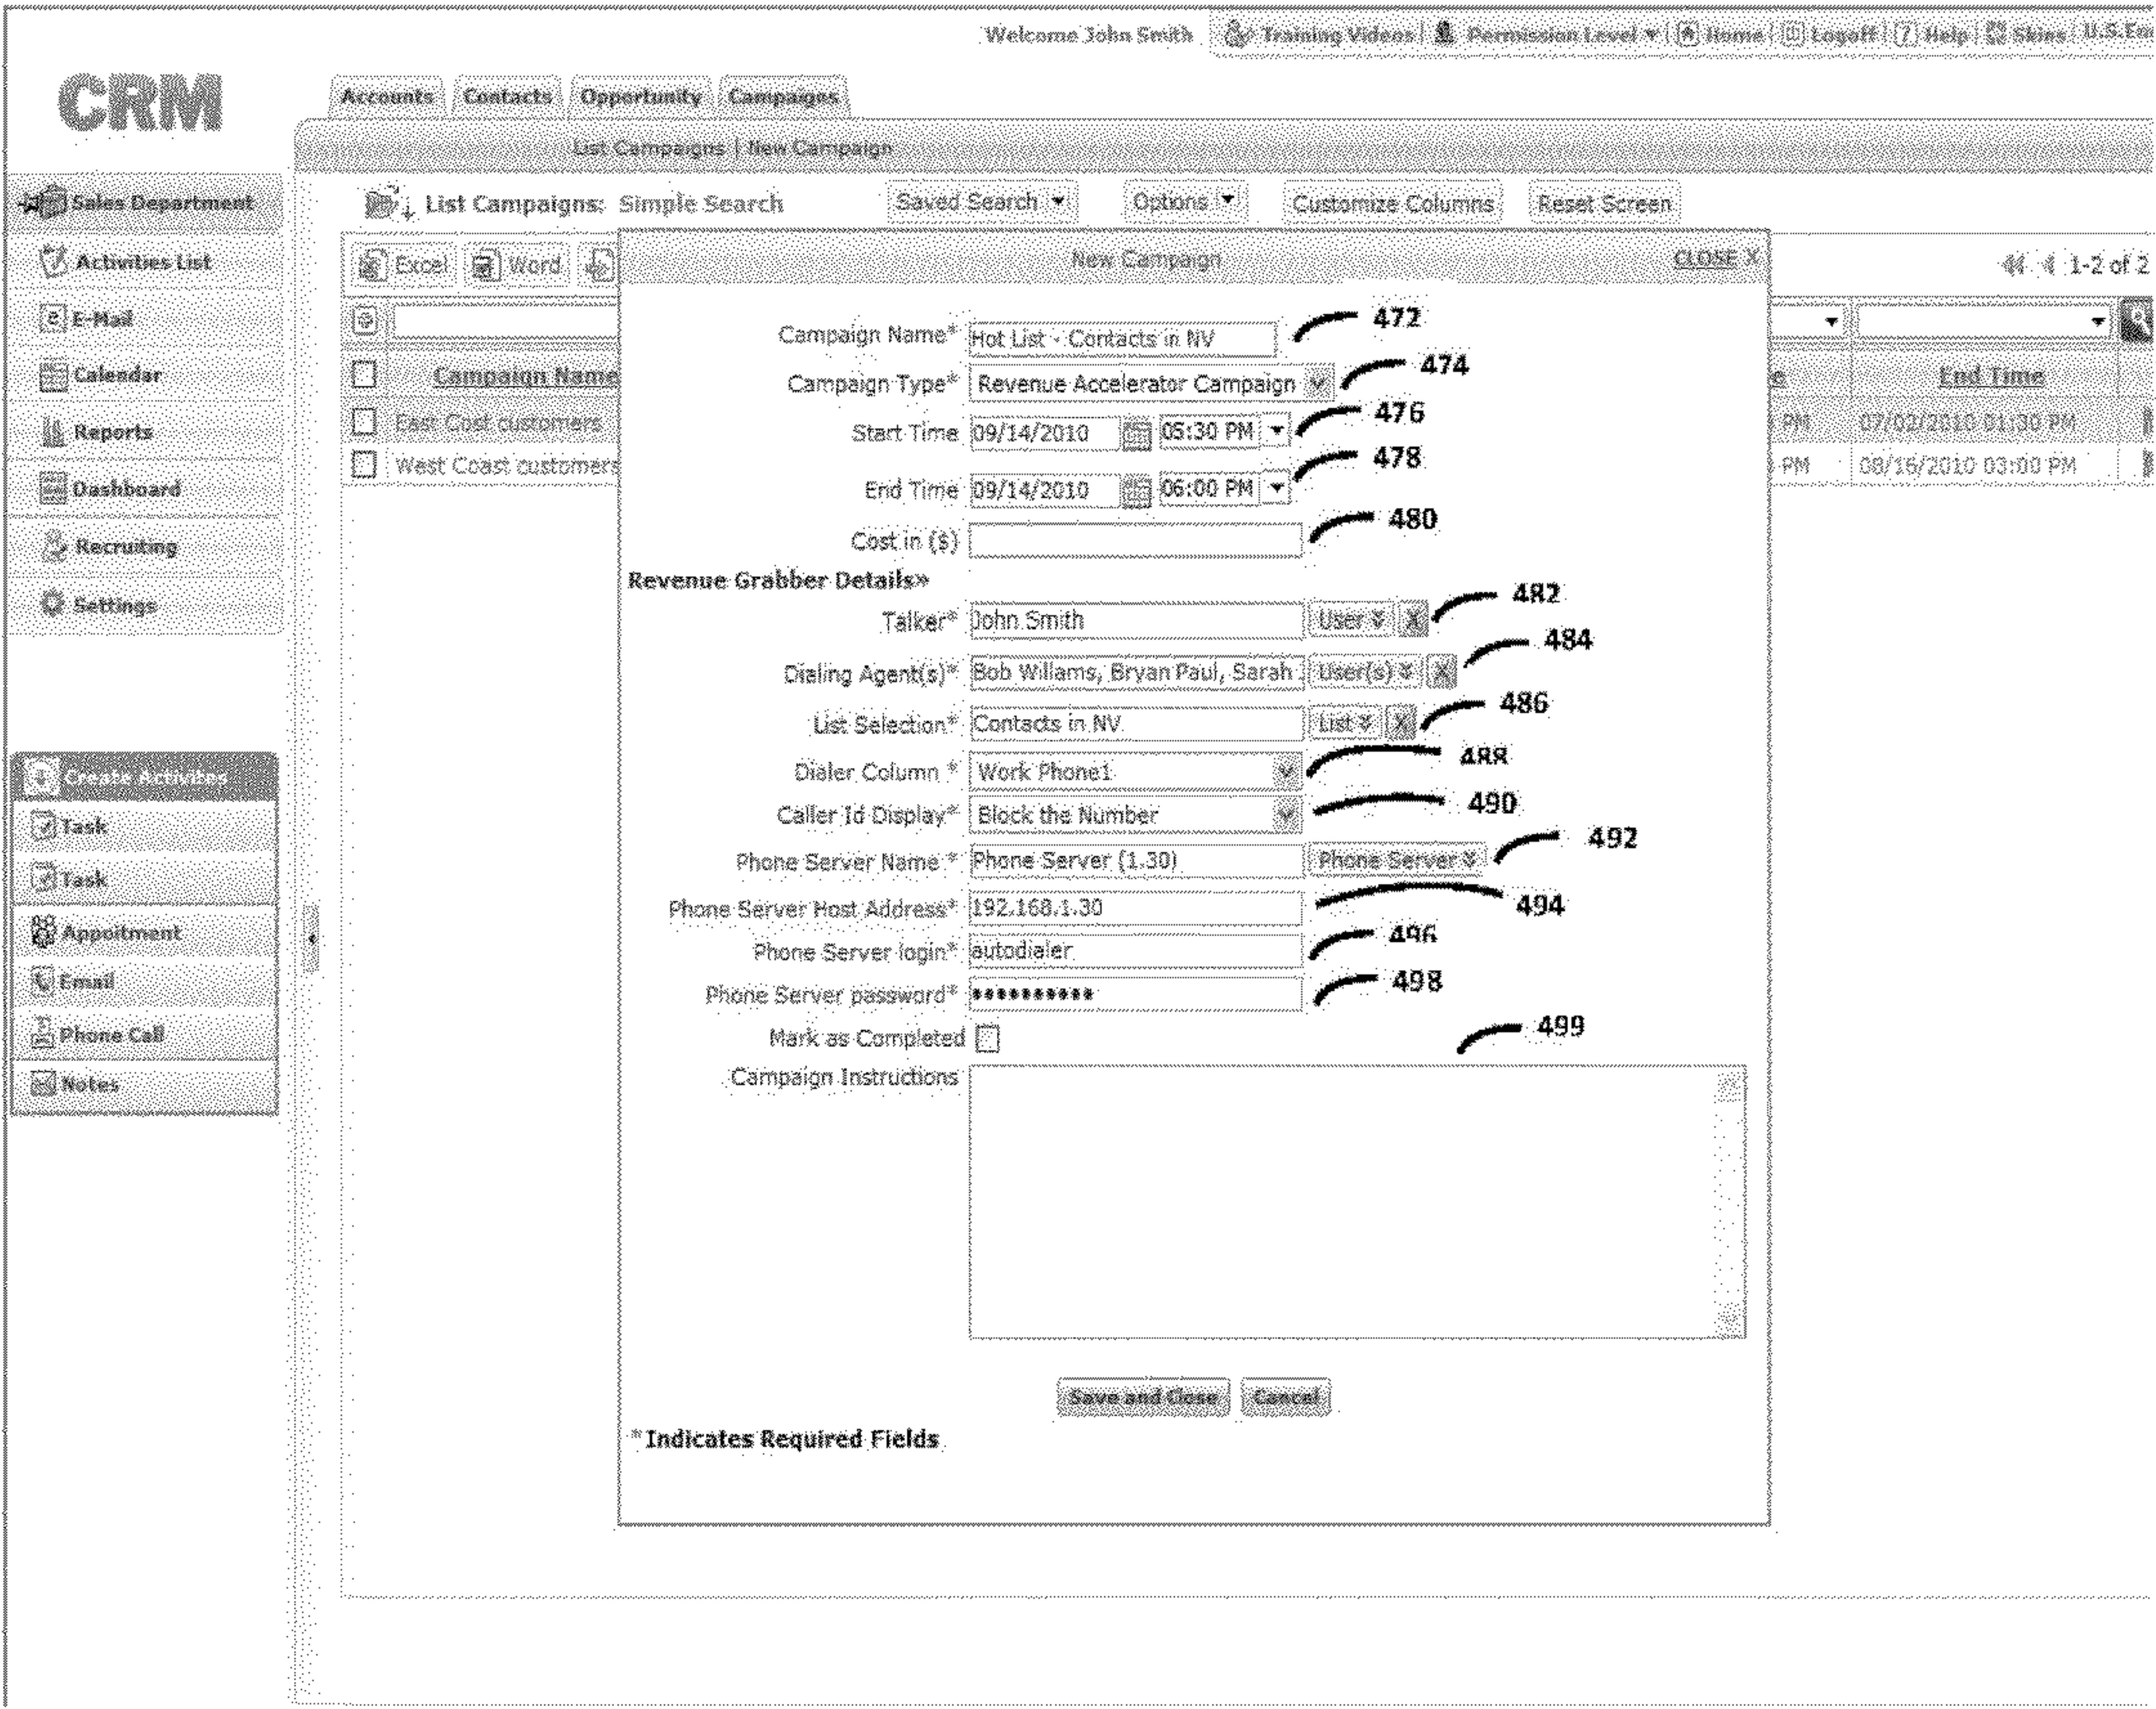 Welcome John Smith Training Videos | Permission Level | Home | Logoff | Help | Skins
CRM
Accounts Contacts Opportunity Campaigns
List Campaigns | New Campaign
Sales Department
Activities List
E-Mail
Calendar
Reports
Dashboard
Recruiting
Settings
Create Activites
Task
Task
Appoitment
Email
Phone Call
Notes
List Campaigns: Simple Search Saved Search Options Customize Columns Reset Screen
Excel Word
1-2 of 2
Campaign Name End Time
East Cost customers PM 07/02/2010 01:30 PM
West Coast customers PM 08/16/2010 03:00 PM
New Campaign CLOSE X
Campaign Name* Hot List - Contacts in NV 472
Campaign Type* Revenue Accelerator Campaign 474
Start Time 09/14/2010 05:30 PM 476
End Time 09/14/2010 06:00 PM 478
Cost in ($) 480
Revenue Grabber Details»
Talker* John Smith User X 482
Dialing Agent(s)* Bob Willams, Bryan Paul, Sarah User(s) X 484
List Selection* Contacts in NV List X 486
Dialer Column * Work Phone1 488
Caller Id Display* Block the Number 490
Phone Server Name * Phone Server (1.30) Phone Server 492
Phone Server Host Address* 192.168.1.30 494
Phone Server login* autodialer 496
Phone Server password* •••••••••• 498
Mark as Completed 499
Campaign Instructions
Save and Close Cancel
*Indicates Required Fields